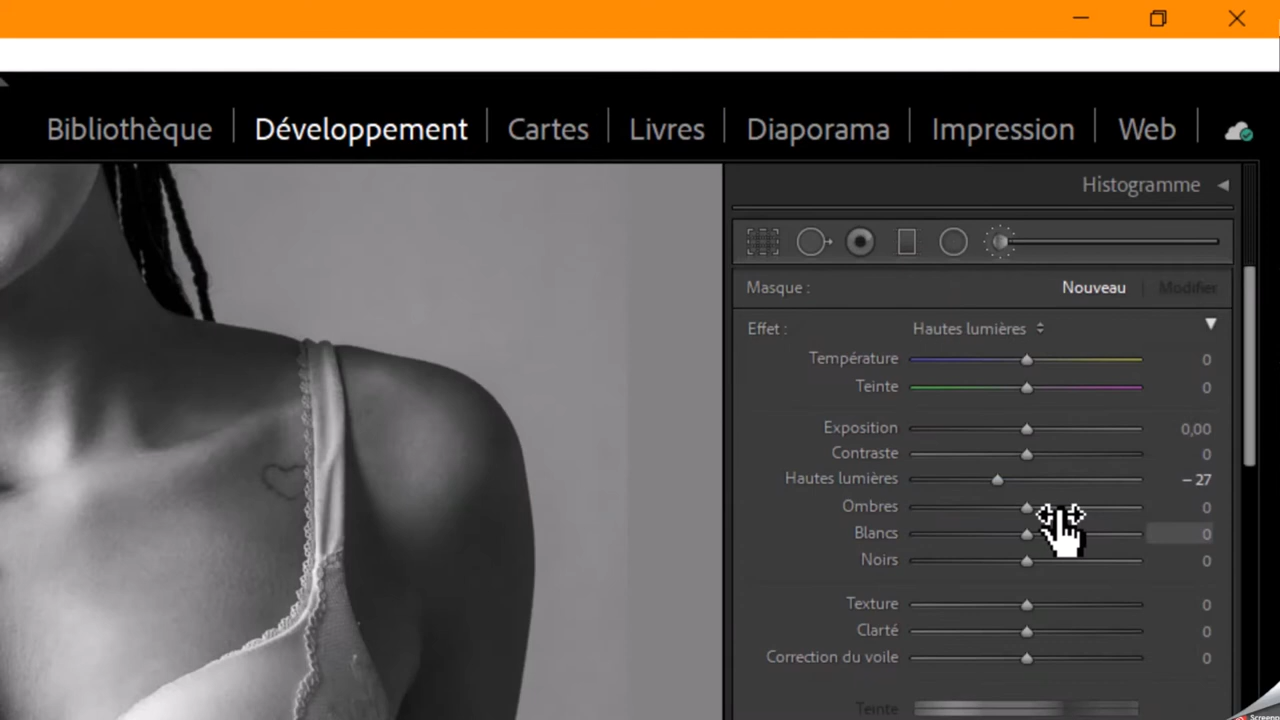 Bibliothèque | Développement | Cartes | Livres | Diaporama | Impression | Web |
Histogramme
Masque : Nouveau | Modifier
Effet : Hautes lumières
Température 0
Teinte 0
Exposition 0,00
Contraste 0
Hautes lumières – 27
Ombres 0
Blancs 0
Noirs 0
Texture 0
Clarté 0
Correction du voile 0
Teinte